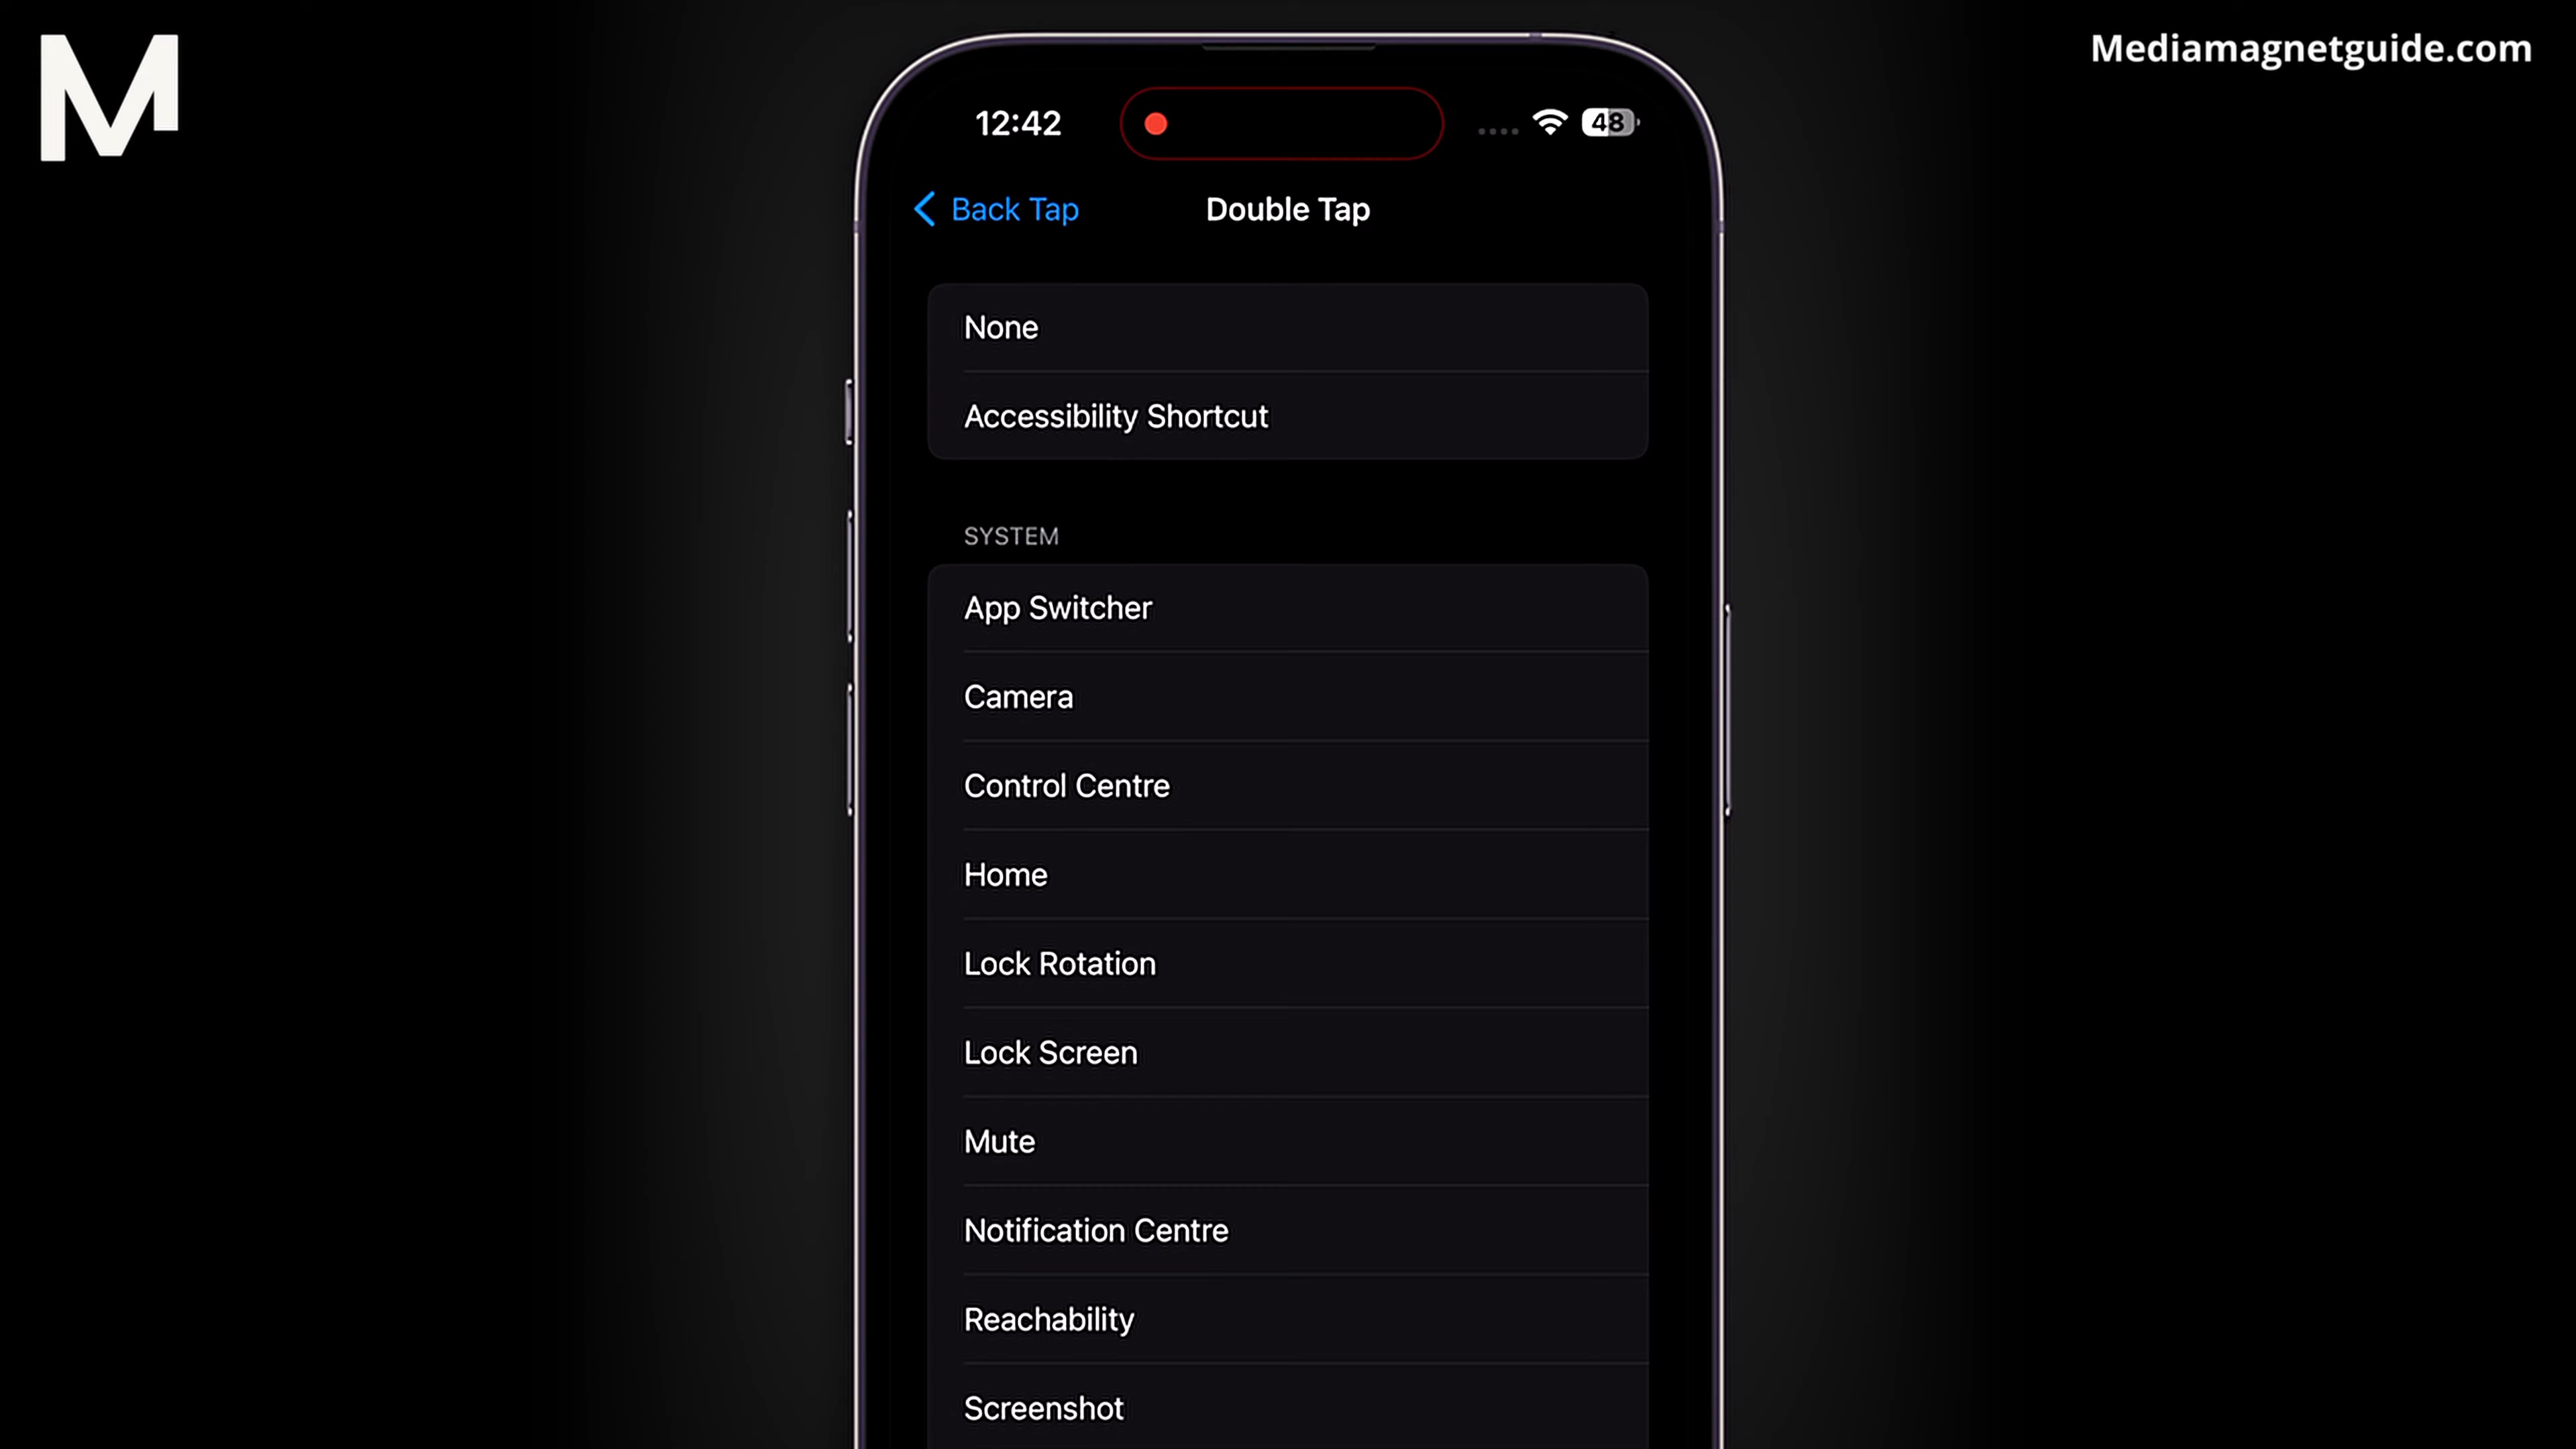 M
Mediamagnetguide.com
12:42
48
Back Tap
Double Tap
None
Accessibility Shortcut
SYSTEM
App Switcher
Camera
Control Centre
Home
Lock Rotation
Lock Screen
Mute
Notification Centre
Reachability
Screenshot